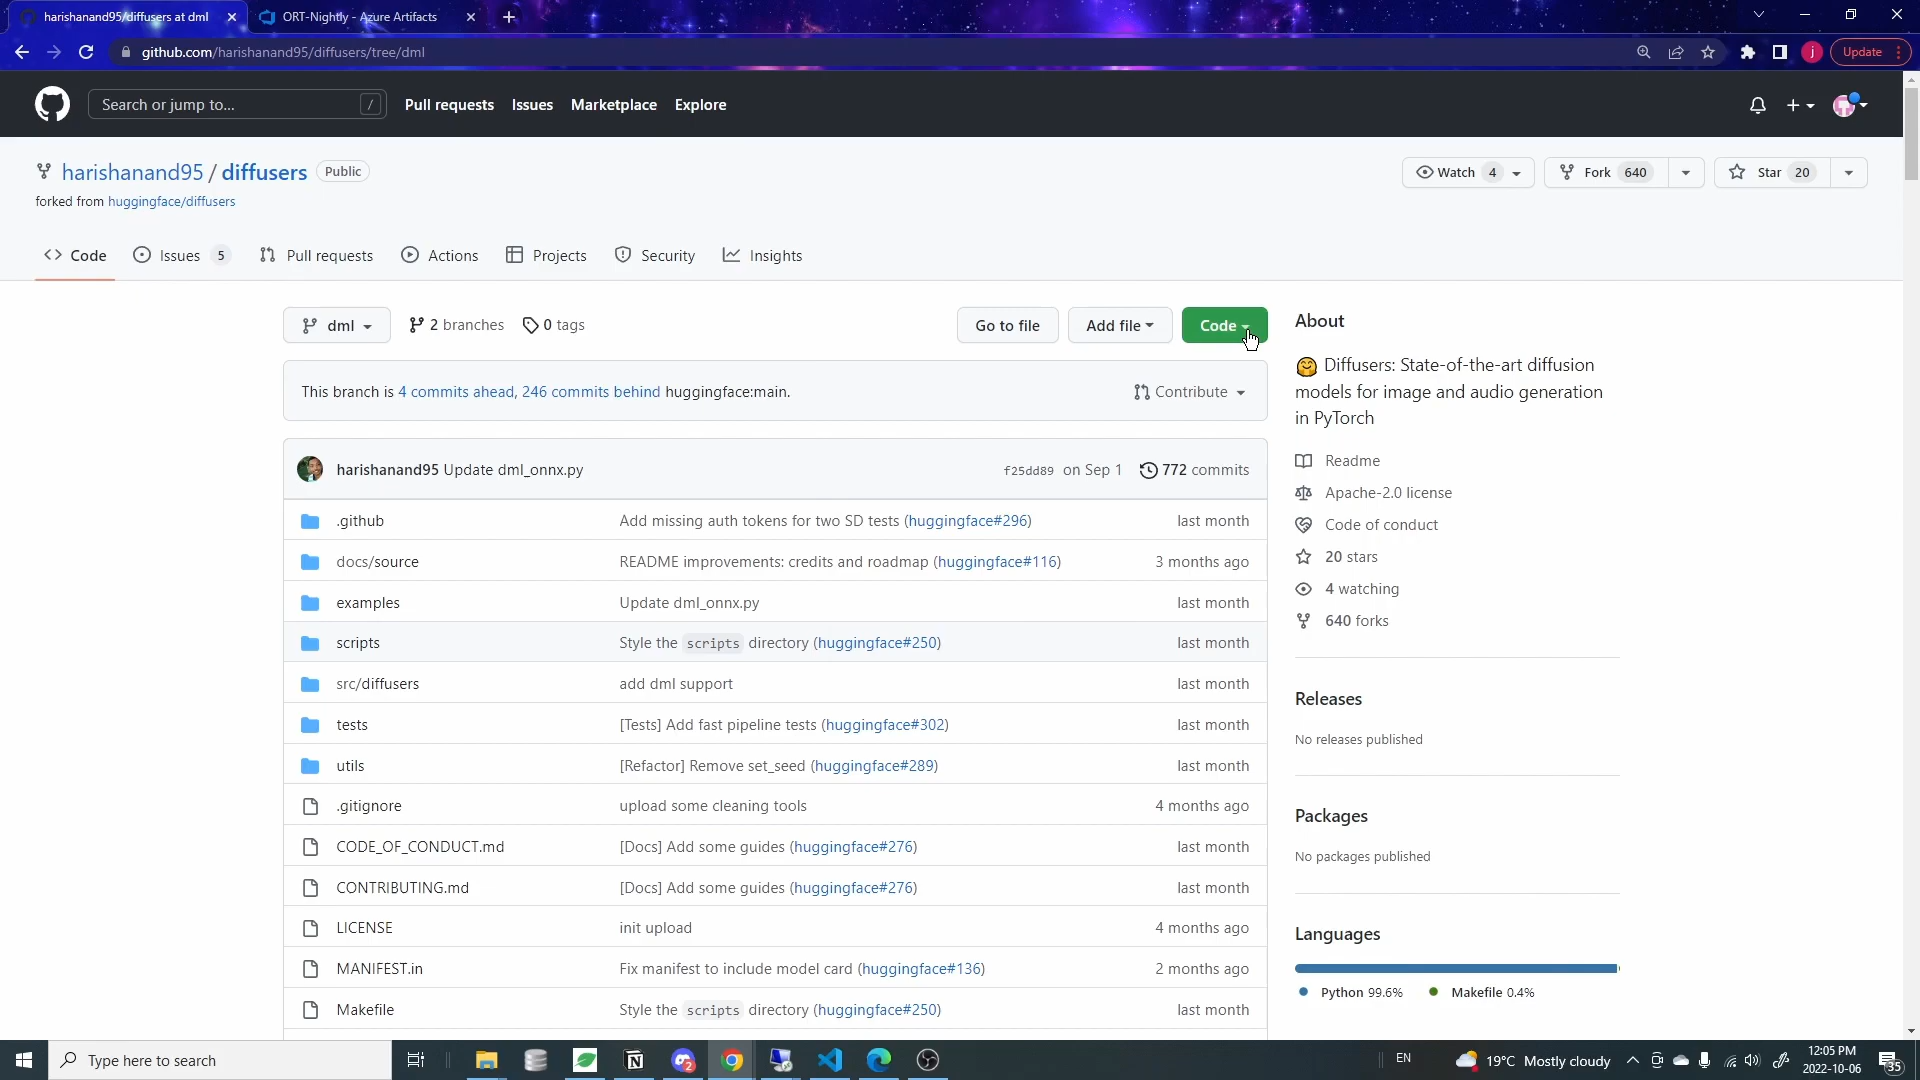 harishanand95/diffusers at dml
ORT-Nightly - Azure Artifacts
github.com/harishanand95/diffusers/tree/dml
j
Update
Search or jump to...
/
Pull requests
Issues
Marketplace
Explore
harishanand95 / diffusers
Public
forked from huggingface/diffusers
Watch 4
Fork 640
Star 20
Code
Issues 5
Pull requests
Actions
Projects
Security
Insights
dml
2 branches
0 tags
Go to file
Add file
Code
This branch is 4 commits ahead, 246 commits behind huggingface:main.
Contribute
harishanand95 Update dml_onnx.py
f25dd89 on Sep 1
772 commits
.github
Add missing auth tokens for two SD tests (huggingface#296)
last month
docs/source
README improvements: credits and roadmap (huggingface#116)
3 months ago
examples
Update dml_onnx.py
last month
scripts
Style the scripts directory (huggingface#250)
last month
src/diffusers
add dml support
last month
tests
[Tests] Add fast pipeline tests (huggingface#302)
last month
utils
[Refactor] Remove set_seed (huggingface#289)
last month
.gitignore
upload some cleaning tools
4 months ago
CODE_OF_CONDUCT.md
[Docs] Add some guides (huggingface#276)
last month
CONTRIBUTING.md
[Docs] Add some guides (huggingface#276)
last month
LICENSE
init upload
4 months ago
MANIFEST.in
Fix manifest to include model card (huggingface#136)
2 months ago
Makefile
Style the scripts directory (huggingface#250)
last month
About
Diffusers: State-of-the-art diffusion
models for image and audio generation
in PyTorch
Readme
Apache-2.0 license
Code of conduct
20 stars
4 watching
640 forks
Releases
No releases published
Packages
No packages published
Languages
Python 99.6%
Makefile 0.4%
Type here to search
2
EN
19°C Mostly cloudy
12:05 PM
2022-10-06
35